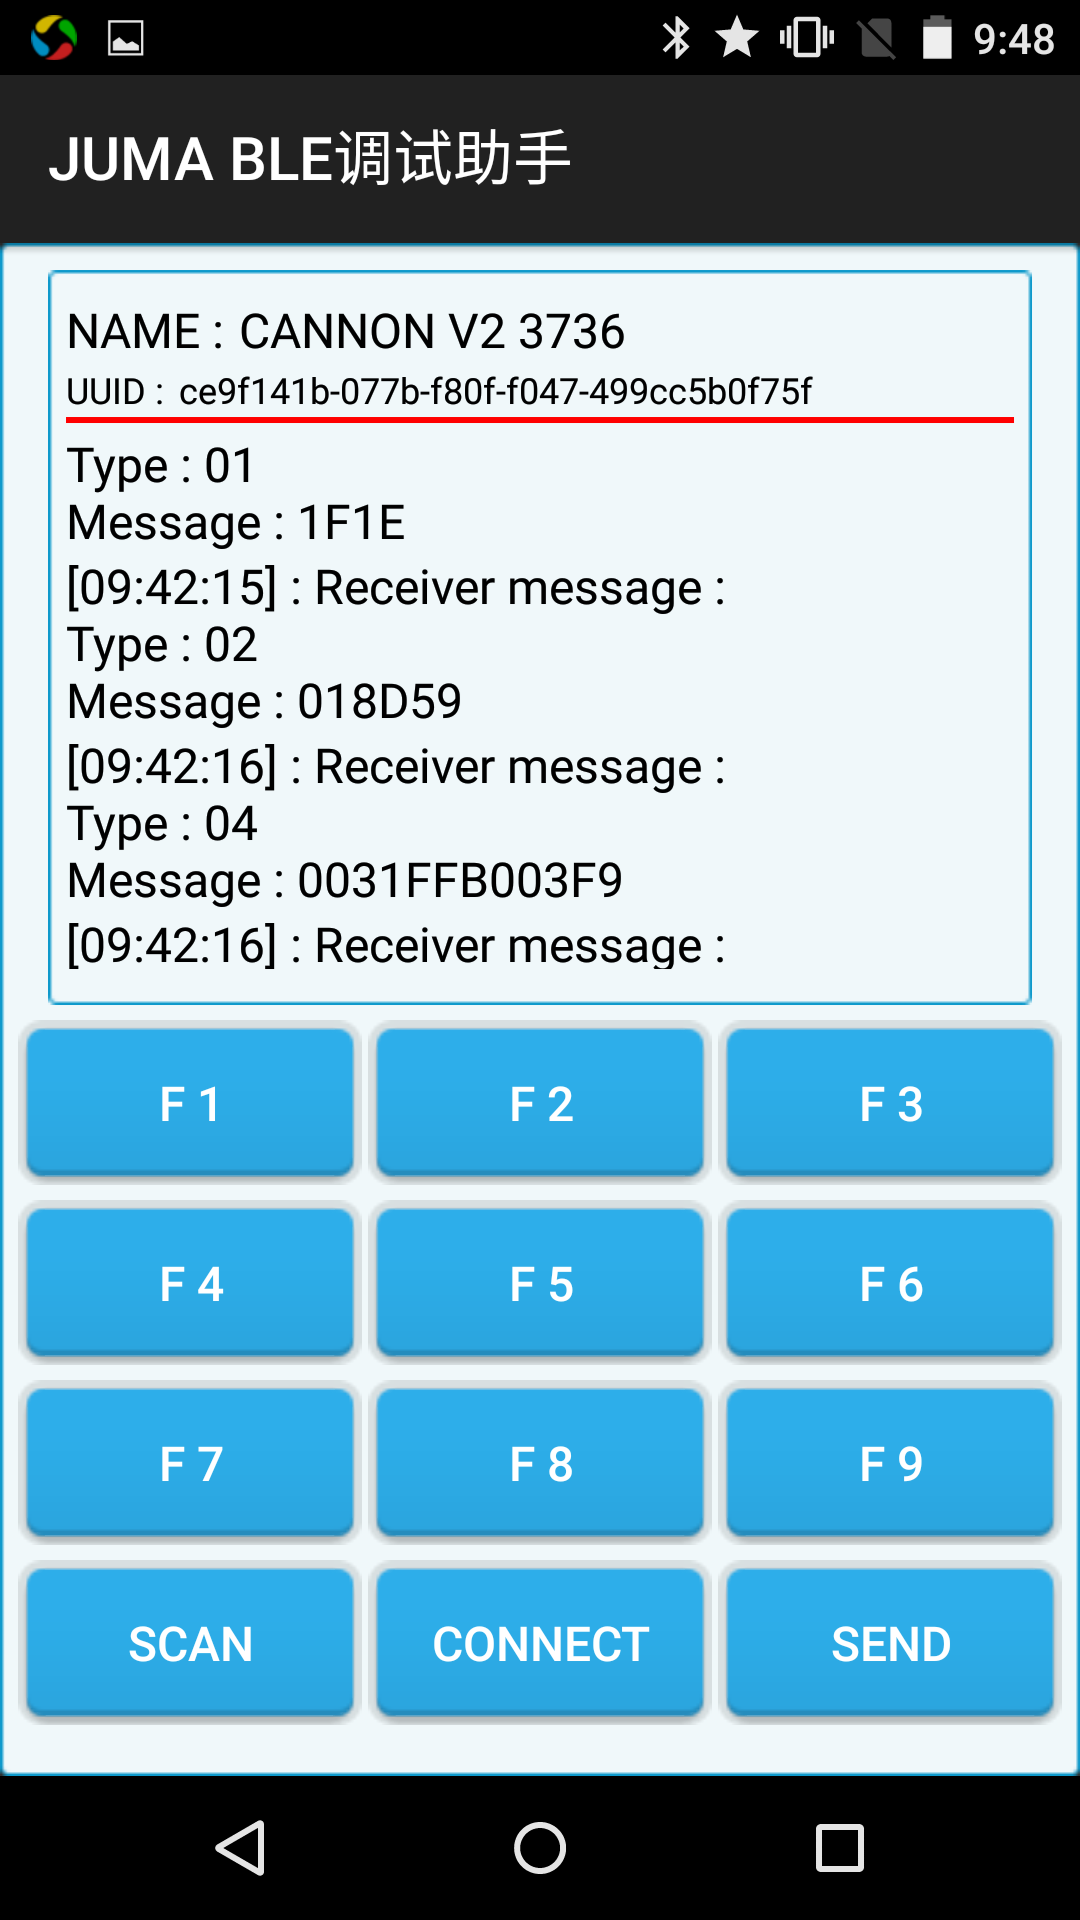 9:48
JUMA BLE调试助手
NAME : CANNON V2 3736
UUID : ce9f141b-077b-f80f-f047-499cc5b0f75f
Type : 01
Message : 1F1E
[09:42:15] : Receiver message :
Type : 02
Message : 018D59
[09:42:16] : Receiver message :
Type : 04
Message : 0031FFB003F9
[09:42:16] : Receiver message :
F 1
F 2
F 3
F 4
F 5
F 6
F 7
F 8
F 9
SCAN
CONNECT
SEND